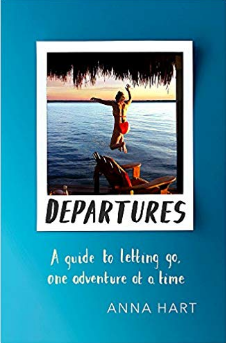 DEPARTURES
A guide to letting go,
one adventure at a time
ANNA HART